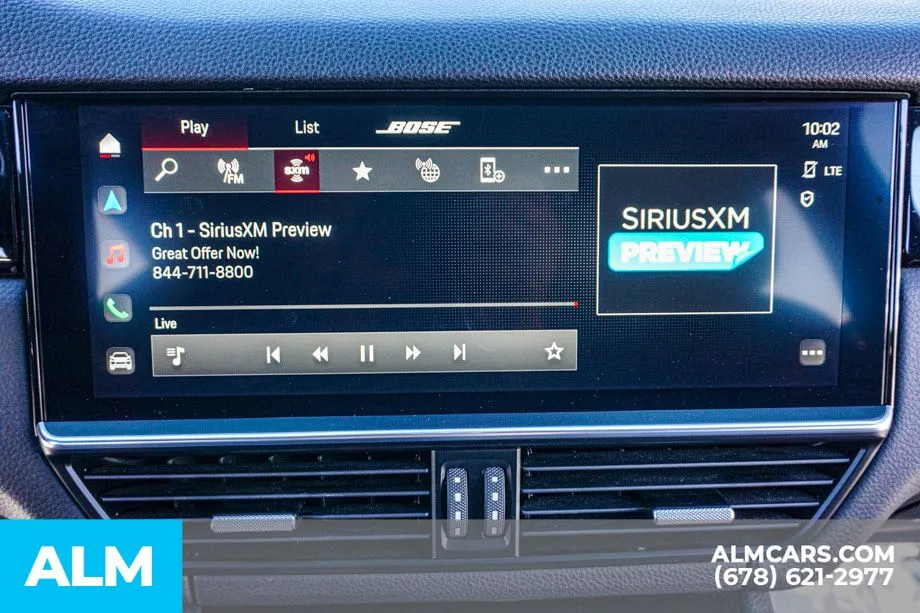 Play
List
BOSE
10:02
AM
FM
sxm
LTE
Ch 1 - SiriusXM Preview
Great Offer Now!
844-711-8800
SIRIUSXM
PREVIEW
Live
ALM
ALMCARS.COM
(678) 621-2977